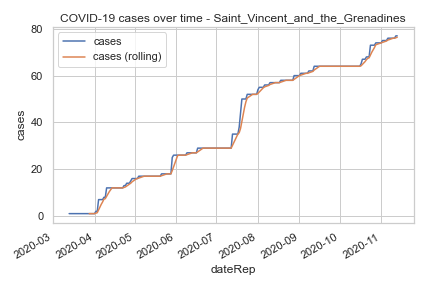 COVID-19 cases over time - Saint_Vincent_and_the_Grenadines
cases
cases (rolling)
80
60
40
20
0
cases
2020-03
2020-04
2020-05
2020-06
2020-07
2020-08
2020-09
2020-10
2020-11
dateRep